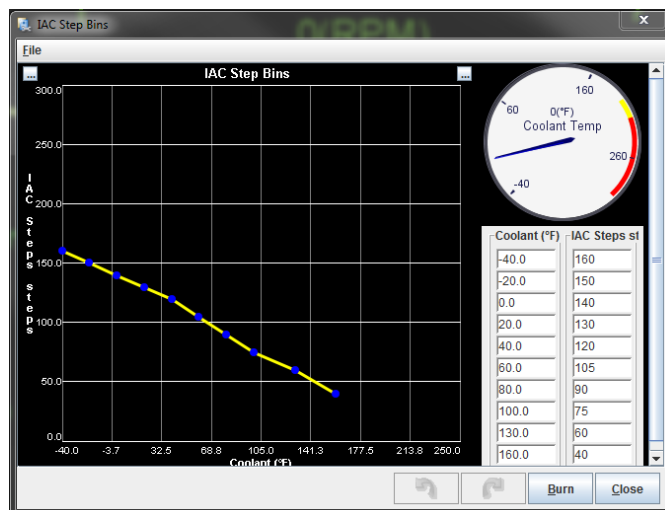 IAC Step Bins
0(RPM)
X
File
... IAC Step Bins ...
300.0
250.0
200.0
150.0
100.0
50.0
0.0
IAC Steps steps
-40.0 -3.7 32.5 68.8 105.0 141.3 177.5 213.8 250.0
Coolant (°F)
160
60
0(°F)
Coolant Temp
260
-40
Coolant (°F) IAC Steps st
-40.0 160
-20.0 150
0.0 140
20.0 130
40.0 120
60.0 105
80.0 90
100.0 75
130.0 60
160.0 40
Burn Close